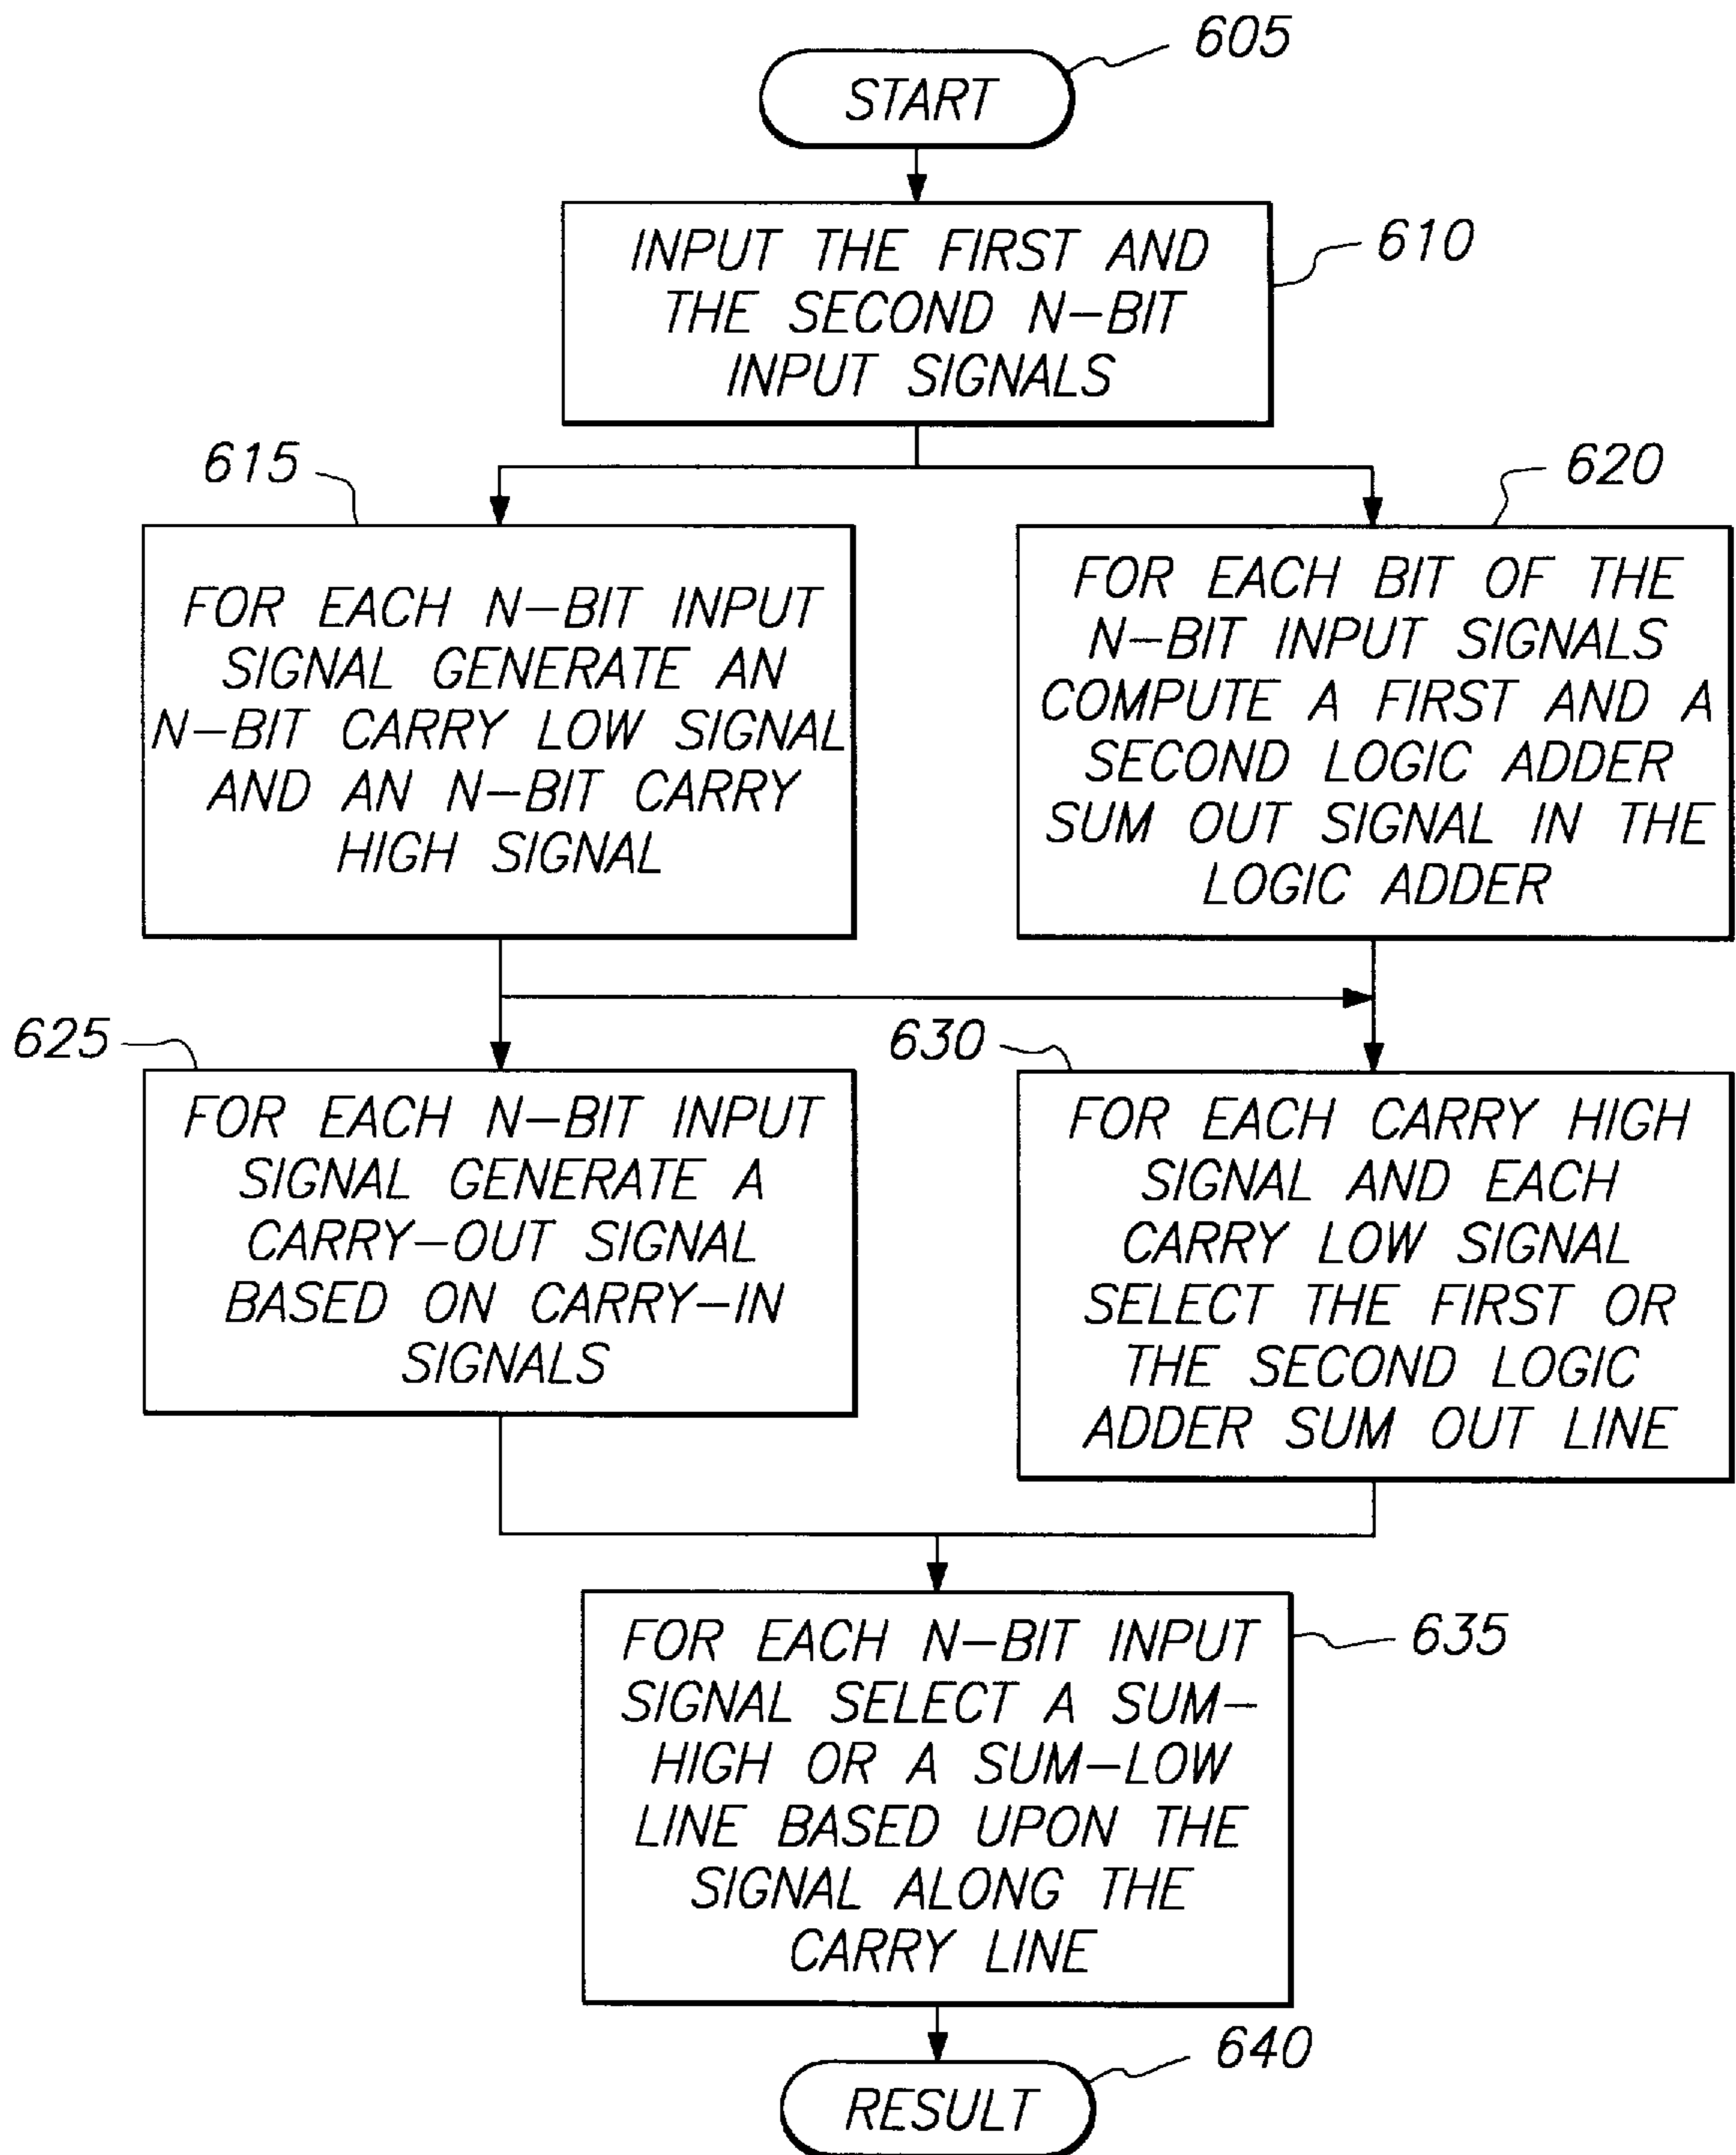 605
START
INPUT THE FIRST AND
THE SECOND N-BIT
INPUT SIGNALS
610
615
FOR EACH N-BIT INPUT
SIGNAL GENERATE AN
N-BIT CARRY LOW SIGNAL
AND AN N-BIT CARRY
HIGH SIGNAL
620
FOR EACH BIT OF THE
N-BIT INPUT SIGNALS
COMPUTE A FIRST AND A
SECOND LOGIC ADDER
SUM OUT SIGNAL IN THE
LOGIC ADDER
625
FOR EACH N-BIT INPUT
SIGNAL GENERATE A
CARRY-OUT SIGNAL
BASED ON CARRY-IN
SIGNALS
630
FOR EACH CARRY HIGH
SIGNAL AND EACH
CARRY LOW SIGNAL
SELECT THE FIRST OR
THE SECOND LOGIC
ADDER SUM OUT LINE
FOR EACH N-BIT INPUT
SIGNAL SELECT A SUM-
HIGH OR A SUM-LOW
LINE BASED UPON THE
SIGNAL ALONG THE
CARRY LINE
635
640
RESULT